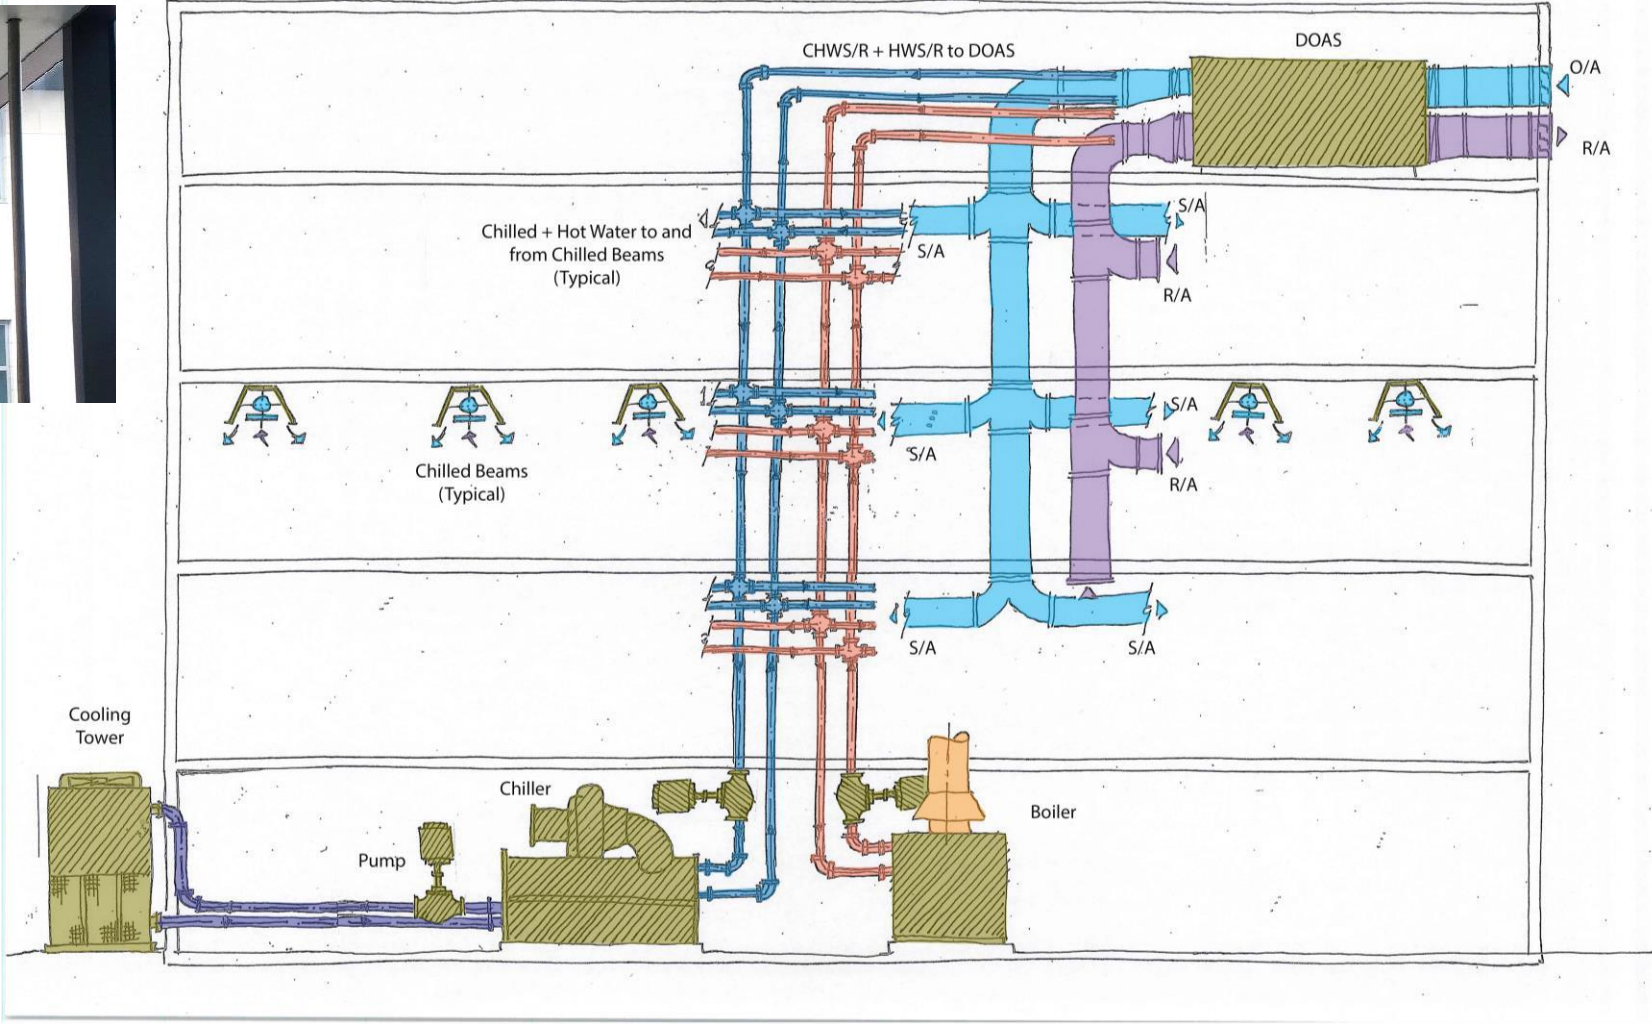 CHWS/R + HWS/R to DOAS
DOAS
O/A
R/A
Chilled + Hot Water to and
from Chilled Beams
(Typical)
S/A
S/A
R/A
S/A
S/A
R/A
Chilled Beams
(Typical)
S/A
S/A
Cooling
Tower
Chiller
Boiler
Pump